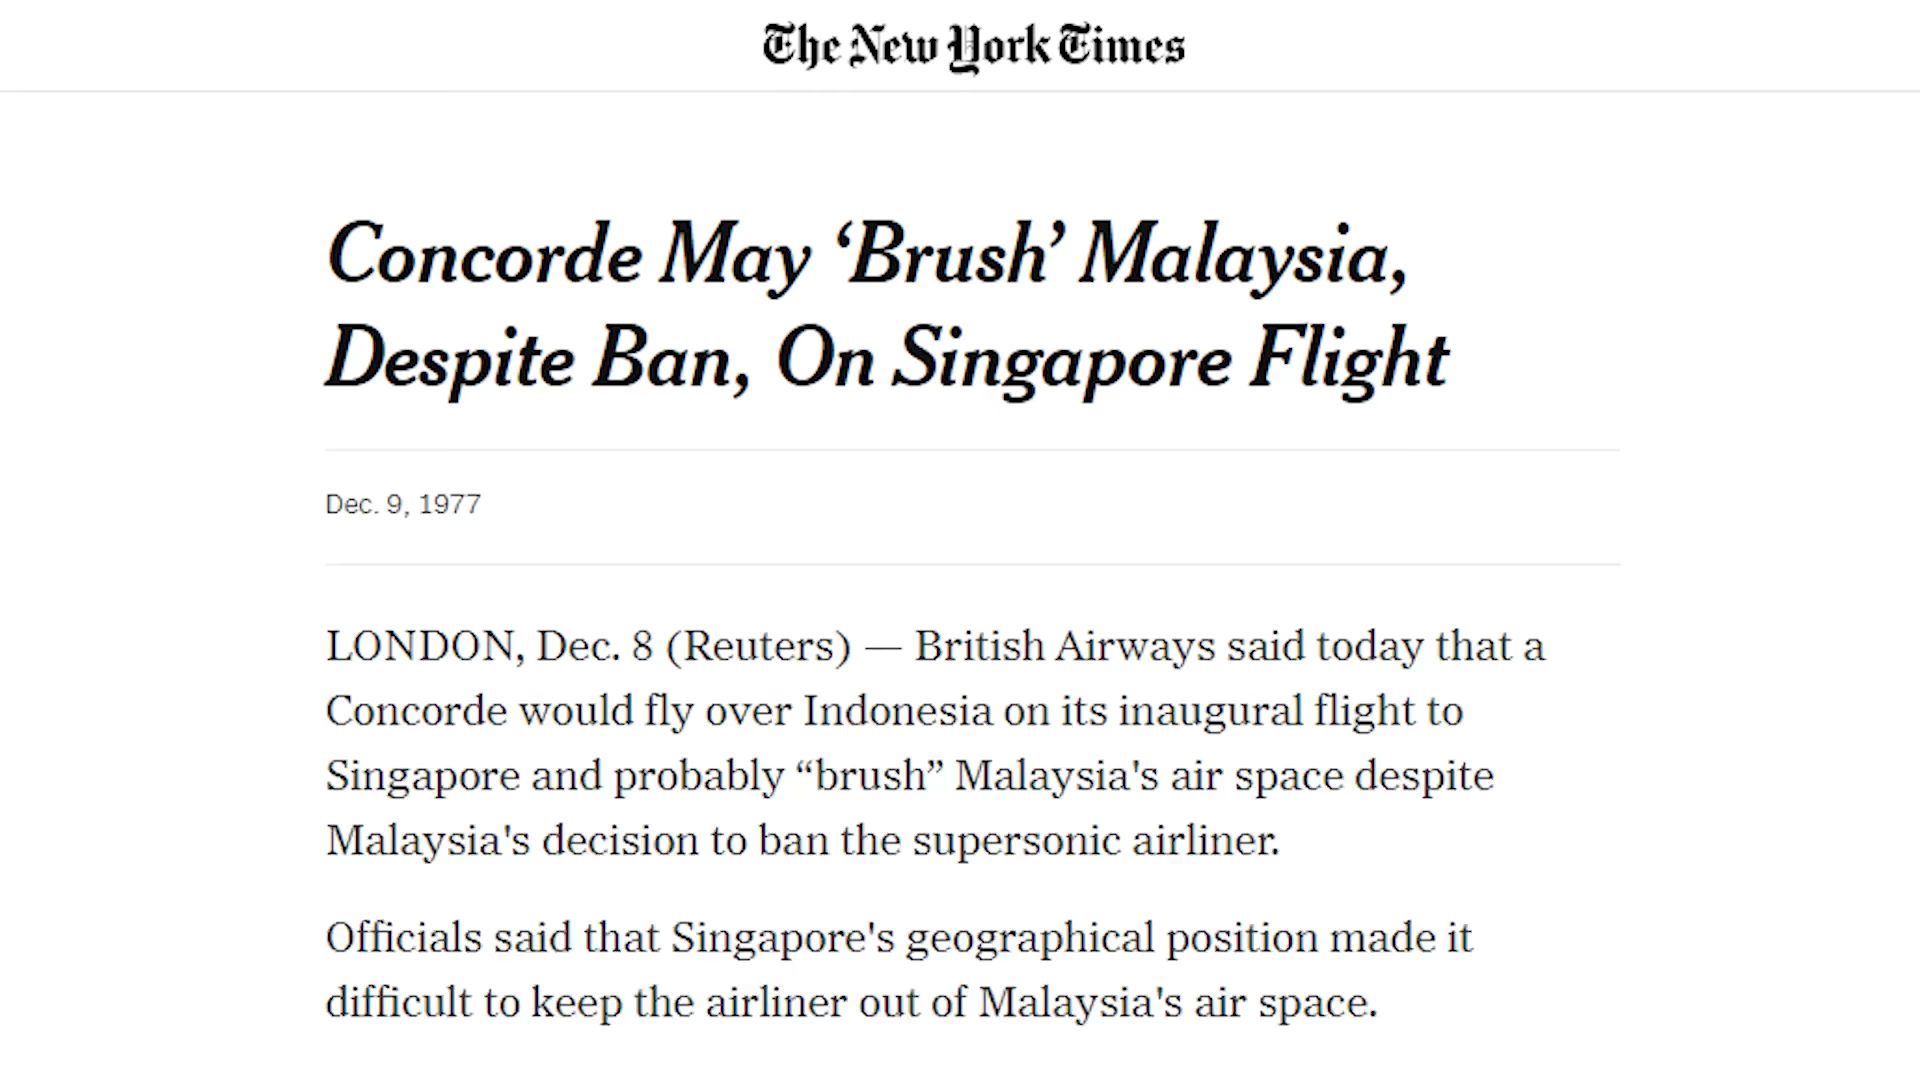 The New York Times
Concorde May ‘Brush’ Malaysia,
Despite Ban, On Singapore Flight
Dec. 9, 1977
LONDON, Dec. 8 (Reuters) — British Airways said today that a
Concorde would fly over Indonesia on its inaugural flight to
Singapore and probably “brush” Malaysia's air space despite
Malaysia's decision to ban the supersonic airliner.
Officials said that Singapore's geographical position made it
difficult to keep the airliner out of Malaysia's air space.